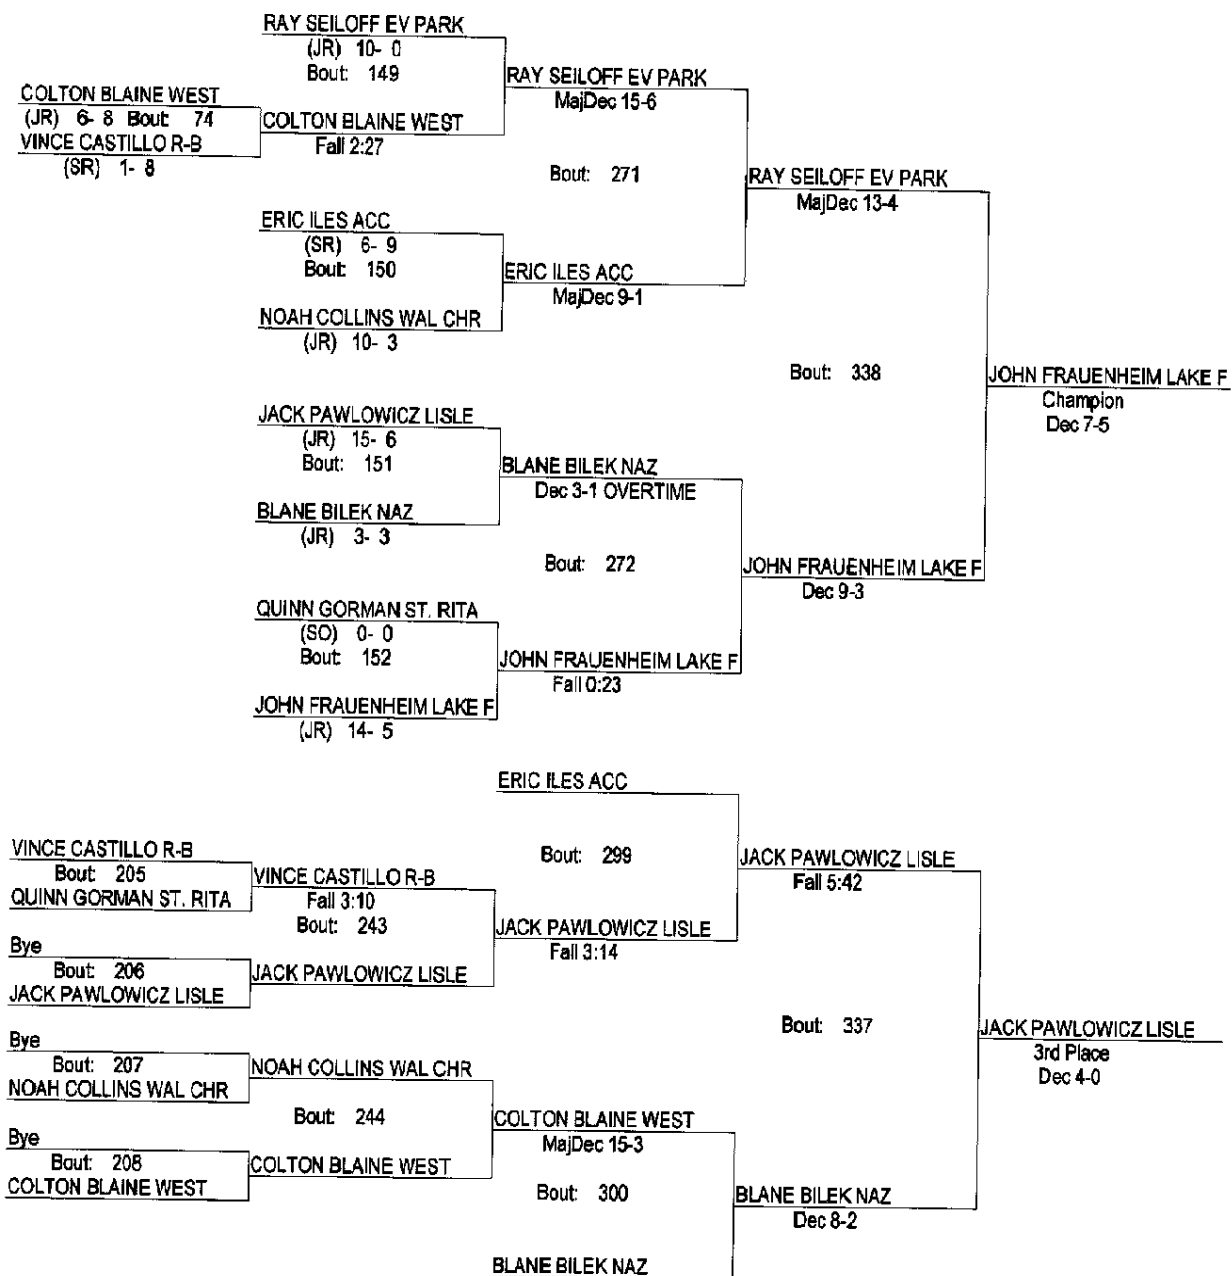 RAY SEILOFF EV PARK
(JR) 10- 0
Bout: 149
RAY SEILOFF EV PARK
MajDec 15-6
COLTON BLAINE WEST
(JR) 6- 8 Bout: 74
COLTON BLAINE WEST
Fall 2:27
VINCE CASTILLO R-B
(SR) 1- 8
Bout: 271
RAY SEILOFF EV PARK
MajDec 13-4
ERIC ILES ACC
(SR) 6- 9
Bout: 150
ERIC ILES ACC
MajDec 9-1
NOAH COLLINS WAL CHR
(JR) 10- 3
Bout: 338
JOHN FRAUENHEIM LAKE F
Champion
Dec 7-5
JACK PAWLOWICZ LISLE
(JR) 15- 6
Bout: 151
BLANE BILEK NAZ
Dec 3-1 OVERTIME
BLANE BILEK NAZ
(JR) 3- 3
Bout: 272
JOHN FRAUENHEIM LAKE F
Dec 9-3
QUINN GORMAN ST. RITA
(SO) 0- 0
Bout: 152
JOHN FRAUENHEIM LAKE F
Fall 0:23
JOHN FRAUENHEIM LAKE F
(JR) 14- 5
ERIC ILES ACC
VINCE CASTILLO R-B
Bout: 205
QUINN GORMAN ST. RITA
VINCE CASTILLO R-B
Fall 3:10
Bout: 243
Bout: 299
JACK PAWLOWICZ LISLE
Fall 5:42
JACK PAWLOWICZ LISLE
Fall 3:14
Bye
Bout: 206
JACK PAWLOWICZ LISLE
JACK PAWLOWICZ LISLE
Bout: 337
JACK PAWLOWICZ LISLE
3rd Place
Dec 4-0
Bye
Bout: 207
NOAH COLLINS WAL CHR
NOAH COLLINS WAL CHR
Bout: 244
COLTON BLAINE WEST
MajDec 15-3
Bye
Bout: 208
COLTON BLAINE WEST
COLTON BLAINE WEST
Bout: 300
BLANE BILEK NAZ
Dec 8-2
BLANE BILEK NAZ